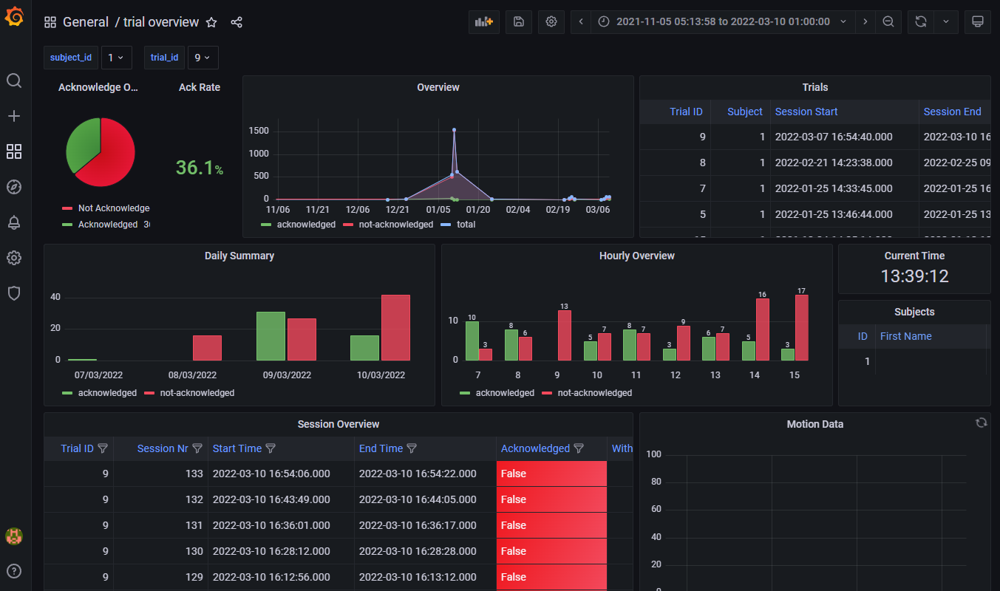 General / trial overview
2021-11-05 05:13:58 to 2022-03-10 01:00:00
subject_id 1 trial_id 9
Acknowledge O...
Ack Rate
36.1%
Not Acknowledge
Acknowledged
Overview
1500
1000
500
0
11/06 11/21 12/06 12/21 01/05 01/20 02/04 02/19 03/06
acknowledged not-acknowledged total
Trials
Trial ID Subject Session Start Session End
9 1 2022-03-07 16:54:40.000 2022-03-10 16
8 1 2022-02-21 14:23:38.000 2022-02-25 09
7 1 2022-01-25 14:33:45.000 2022-01-25 16
5 1 2022-01-25 13:46:44.000 2022-01-25 13
Daily Summary
40
20
0
07/03/2022 08/03/2022 09/03/2022 10/03/2022
acknowledged not-acknowledged
Hourly Overview
10
0
10 3 8 6 13 5 7 8 7 3 9 6 7 5 16 3 17
7 8 9 10 11 12 13 14 15
acknowledged not-acknowledged
Current Time
13:39:12
Subjects
ID First Name
1
Session Overview
Trial ID Session Nr Start Time End Time Acknowledged With
9 133 2022-03-10 16:54:06.000 2022-03-10 16:54:22.000 False
9 132 2022-03-10 16:43:49.000 2022-03-10 16:44:05.000 False
9 131 2022-03-10 16:36:01.000 2022-03-10 16:36:17.000 False
9 130 2022-03-10 16:28:12.000 2022-03-10 16:28:28.000 False
9 129 2022-03-10 16:12:56.000 2022-03-10 16:13:12.000 False
Motion Data
100
80
60
40
20
0